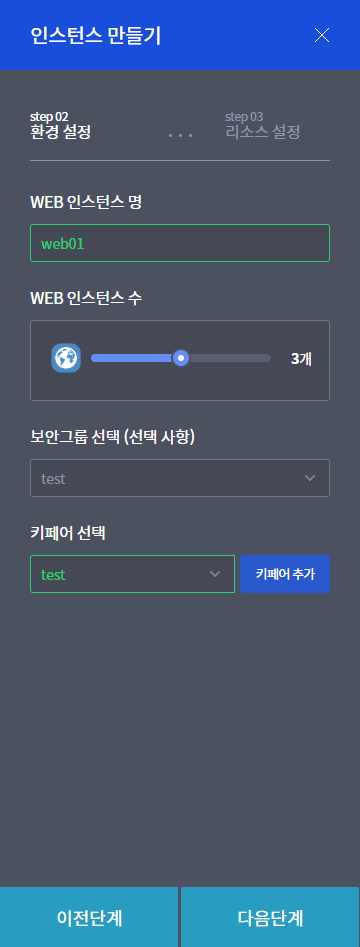 인스턴스 만들기
step 02
환경 설정
...
step 03
리소스 설정
WEB 인스턴스 명
web01
WEB 인스턴스 수
3개
보안그룹 선택 (선택 사항)
test
키페어 선택
test
키페어 추가
이전단계
다음단계